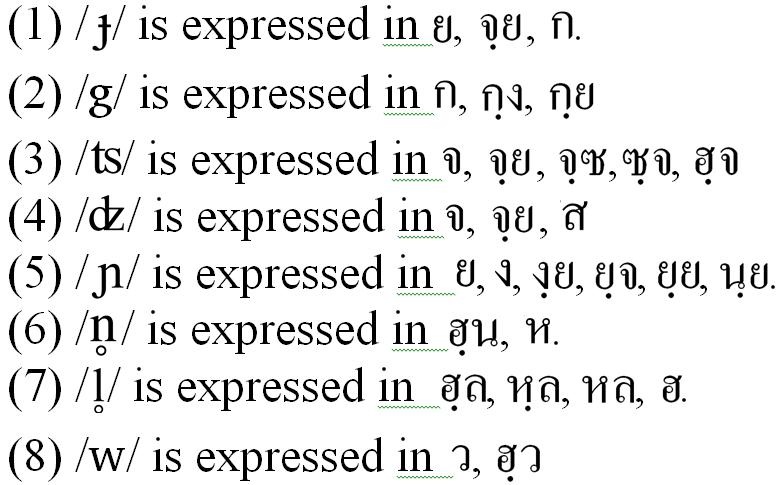 (1) /ɟ/ is expressed in ย, จฺย, ก.
(2) /g/ is expressed in ก, กฺง, กฺย
(3) /ʦ/ is expressed in จ, จฺย, จฺซ,ซฺจ, ฮฺจ
(4) /ʣ/ is expressed in จ, จฺย, ส
(5) /ɲ/ is expressed in ย, ง, งฺย, ยฺจ, ยฺย, นฺย.
(6) /n̥/ is expressed in ฮฺน, ห.
(7) /l̥/ is expressed in ฮฺล, หฺล, หล, ฮ.
(8) /w/ is expressed in ว, ฮฺว